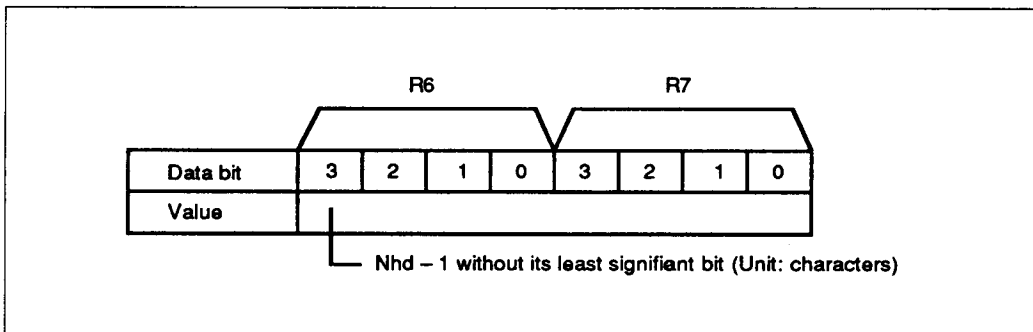 R6 R7
Data bit 3 2 1 0 3 2 1 0
Value
Nhd – 1 without its least signifiant bit (Unit: characters)